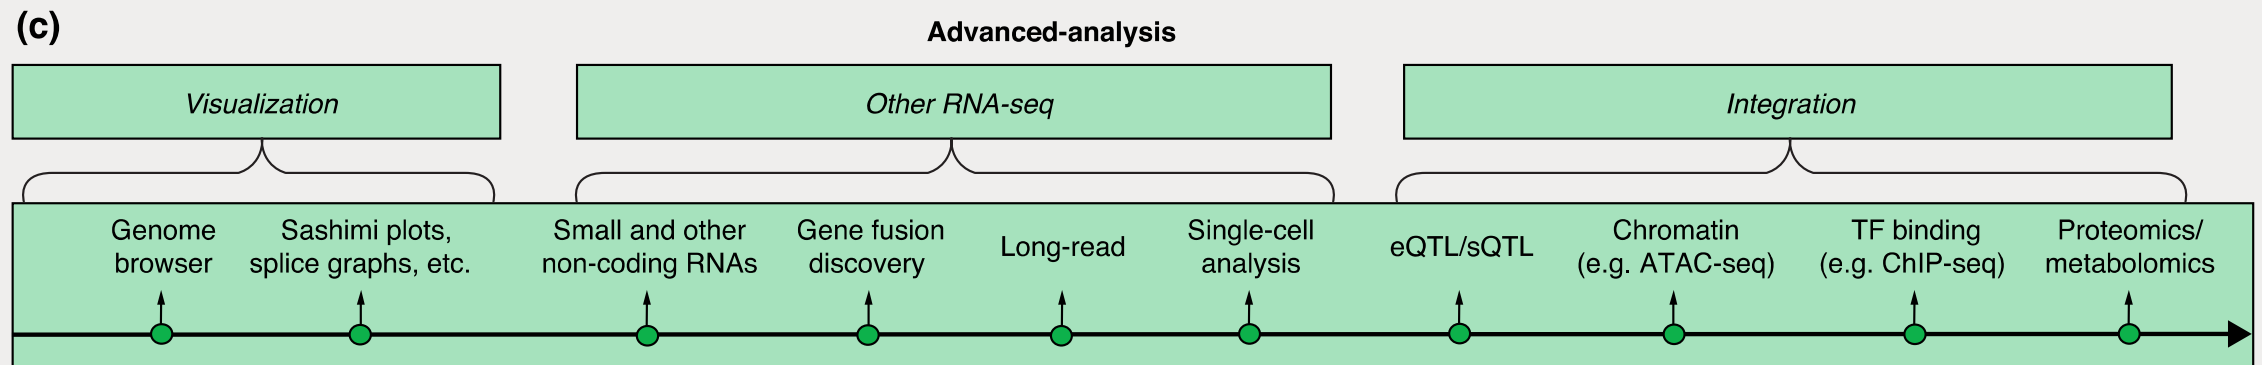 (c)
Advanced-analysis
Visualization
Other RNA-seq
Integration
Genome
browser
Sashimi plots,
splice graphs, etc.
Small and other
non-coding RNAs
Gene fusion
discovery
Long-read
Single-cell
analysis
eQTL/sQTL
Chromatin
(e.g. ATAC-seq)
TF binding
(e.g. ChIP-seq)
Proteomics/
metabolomics